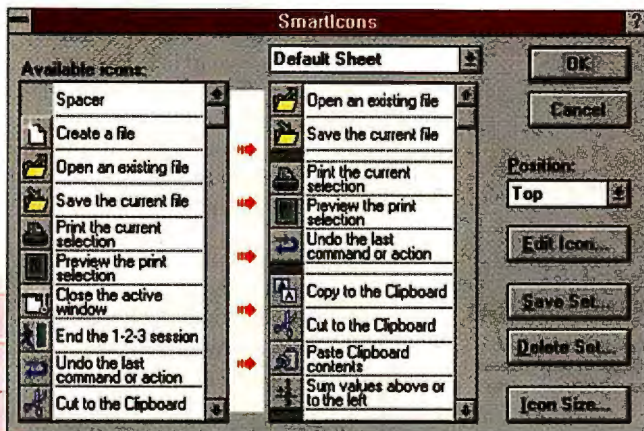 SmartIcons
Available icons:
Spacer
Create a file
Open an existing file
Save the current file
Print the current
selection
Preview the print
selection
Close the active
window
End the 1-2-3 session
Undo the last
command or action
Cut to the Clipboard
Default Sheet
Open an existing file
Save the current file
Print the current
selection
Preview the print
selection
Undo the last
command or action
Copy to the Clipboard
Cut to the Clipboard
Paste Clipboard
contents
Sum values above or
to the left
OK
Cancel
Position:
Top
Edit Icon...
Save Set...
Delete Set...
Icon Size...
?